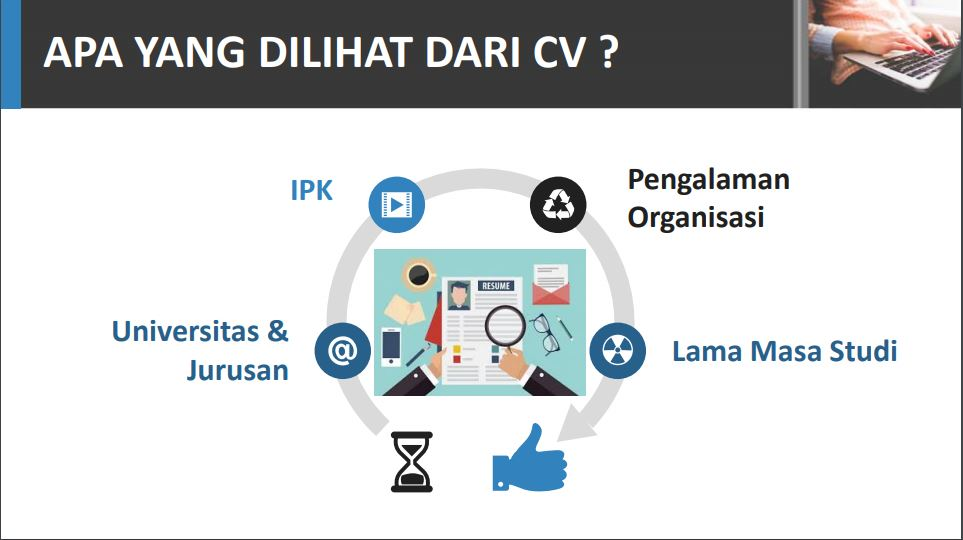 APA YANG DILIHAT DARI CV ?
IPK
Pengalaman
Organisasi
RESUME
Universitas &
Jurusan
@
Lama Masa Studi